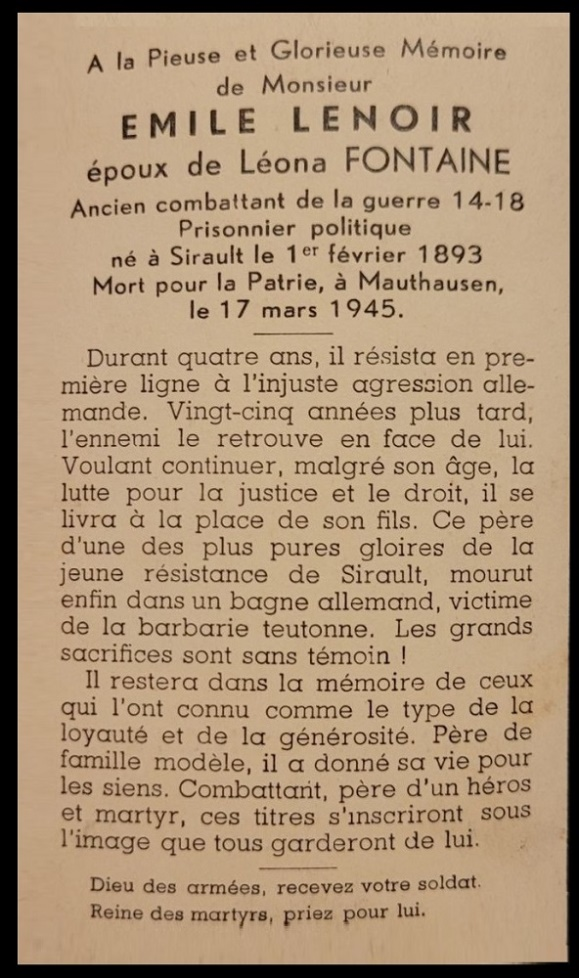 A la Pieuse et Glorieuse Mémoire
de Monsieur
EMILE LENOIR
époux de Léona FONTAINE
Ancien combattant de la guerre 14-18
Prisonnier politique
né à Sirault le 1er février 1893
Mort pour la Patrie, à Mauthausen,
le 17 mars 1945.
Durant quatre ans, il résista en pre-
mière ligne à l'injuste agression alle-
mande. Vingt-cinq années plus tard,
l'ennemi le retrouve en face de lui.
Voulant continuer, malgré son âge, la
lutte pour la justice et le droit, il se
livra à la place de son fils. Ce père
d'une des plus pures gloires de la
jeune résistance de Sirault, mourut
enfin dans un bagne allemand, victime
de la barbarie teutonne. Les grands
sacrifices sont sans témoin !
Il restera dans la mémoire de ceux
qui l'ont connu comme le type de la
loyauté et de la générosité. Père de
famille modèle, il a donné sa vie pour
les siens. Combattant, père d'un héros
et martyr, ces titres s'inscriront sous
l'image que tous garderont de lui.
Dieu des armées, recevez votre soldat.
Reine des martyrs, priez pour lui.